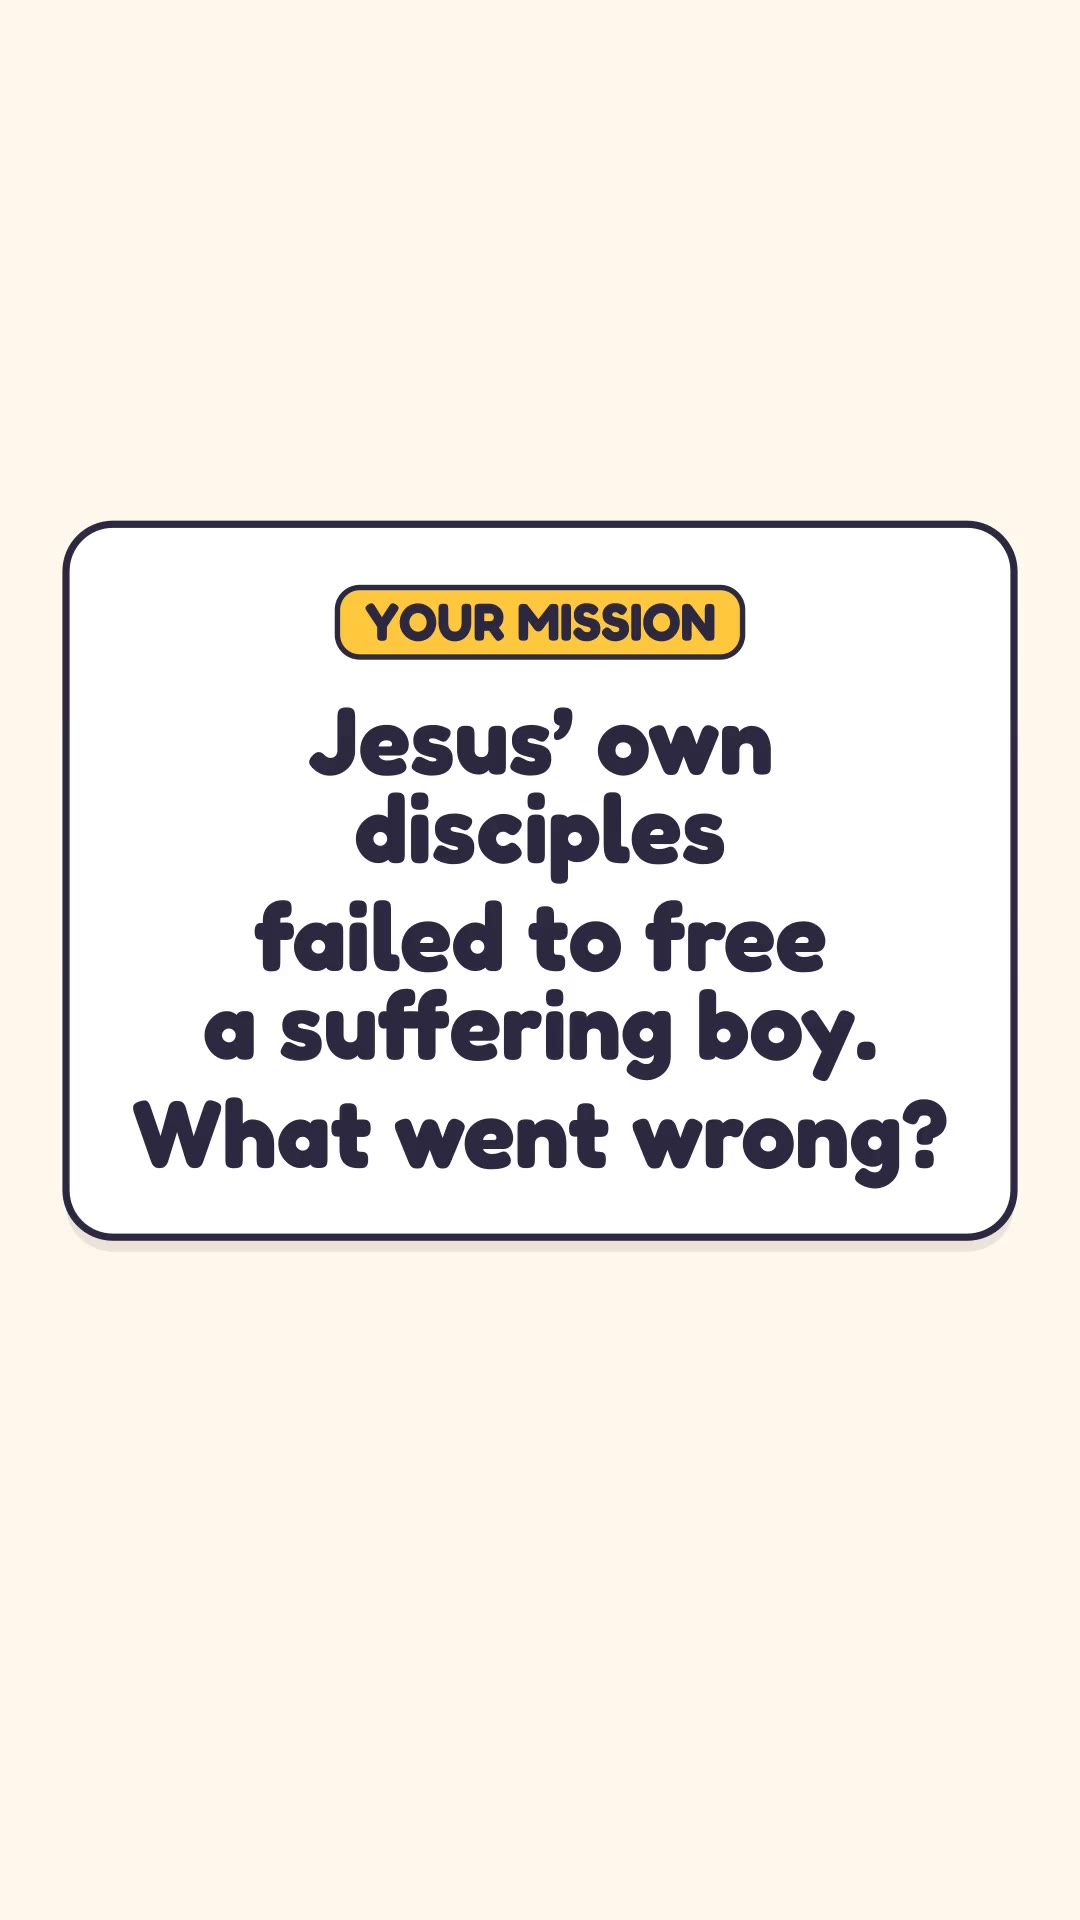 YOUR MISSION
Jesus’ own
disciples
failed to free
a suffering boy.
What went wrong?